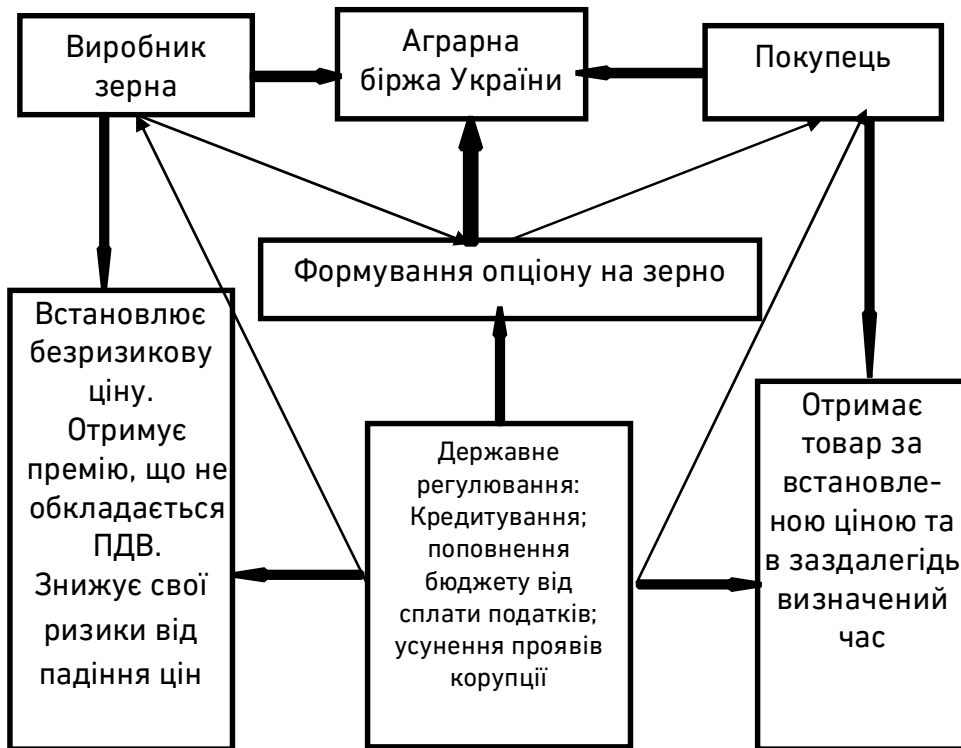 Виробник
зерна
Аграрна
біржа України
Покупець
Формування опціону на зерно
Встановлює
безризикову
ціну.
Отримує
премію, що не
обкладається
ПДВ.
Знижує свої
ризики від
падіння цін
Державне
регулювання:
Кредитування;
поповнення
бюджету від
сплати податків;
усунення проявів
корупції
Отримає
товар за
встановле-
ною ціною та
в заздалегідь
визначений
час